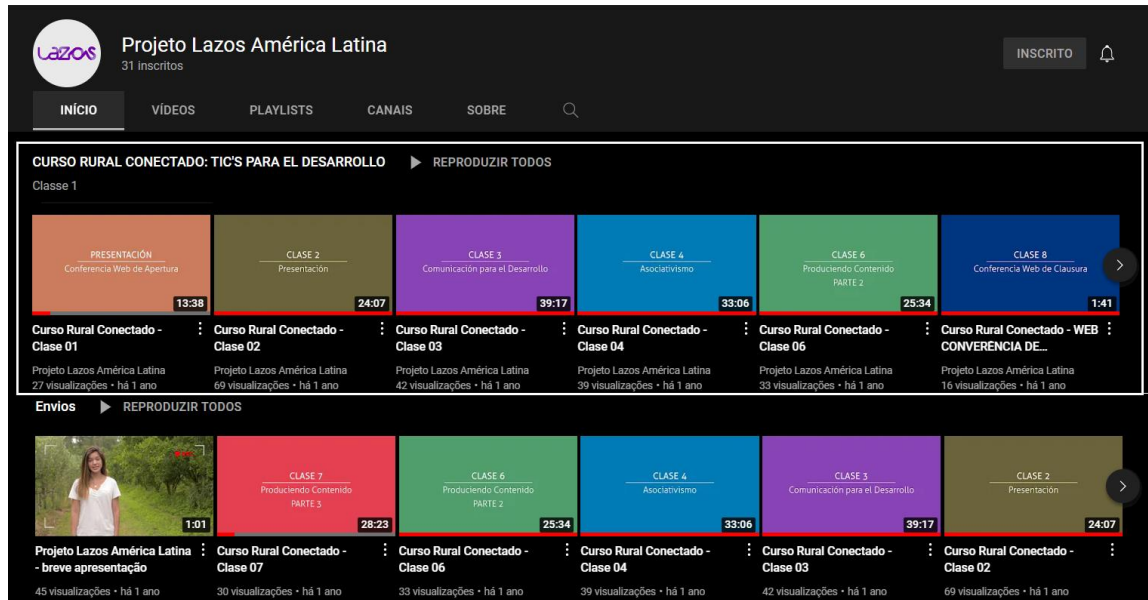 Lazos
Projeto Lazos América Latina
31 inscritos
INSCRITO
INÍCIO VÍDEOS PLAYLISTS CANAIS SOBRE
CURSO RURAL CONECTADO: TIC'S PARA EL DESARROLLO REPRODUZIR TODOS
Classe 1
PRESENTACIÓN
Conferencia Web de Apertura
13:38
CLASE 2
Presentación
24:07
CLASE 3
Comunicación para el Desarrollo
39:17
CLASE 4
Asociativismo
33:06
CLASE 6
Produciendo Contenido
PARTE 2
25:34
CLASE 8
Conferencia Web de Clausura
1:41
Curso Rural Conectado -
Clase 01
Projeto Lazos América Latina
27 visualizações • há 1 ano
Curso Rural Conectado -
Clase 02
Projeto Lazos América Latina
69 visualizações • há 1 ano
Curso Rural Conectado -
Clase 03
Projeto Lazos América Latina
42 visualizações • há 1 ano
Curso Rural Conectado -
Clase 04
Projeto Lazos América Latina
39 visualizações • há 1 ano
Curso Rural Conectado -
Clase 06
Projeto Lazos América Latina
33 visualizações • há 1 ano
Curso Rural Conectado - WEB
CONVERÊNCIA DE...
Projeto Lazos América Latina
16 visualizações • há 1 ano
Envios REPRODUZIR TODOS
1:01
CLASE 7
Produciendo Contenido
PARTE 3
28:23
CLASE 6
Produciendo Contenido
PARTE 2
25:34
CLASE 4
Asociativismo
33:06
CLASE 3
Comunicación para el Desarrollo
39:17
CLASE 2
Presentación
24:07
Projeto Lazos América Latina
- breve apresentação
45 visualizações • há 1 ano
Curso Rural Conectado -
Clase 07
30 visualizações • há 1 ano
Curso Rural Conectado -
Clase 06
33 visualizações • há 1 ano
Curso Rural Conectado -
Clase 04
39 visualizações • há 1 ano
Curso Rural Conectado -
Clase 03
42 visualizações • há 1 ano
Curso Rural Conectado -
Clase 02
69 visualizações • há 1 ano